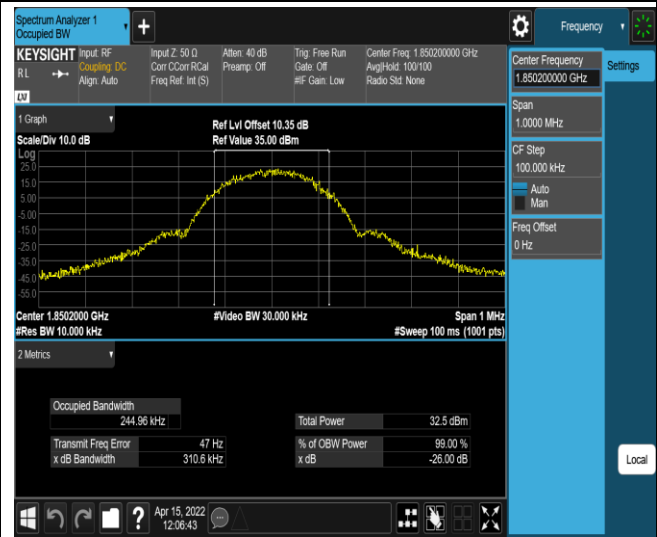 Spectrum Analyzer 1
Occupied BW
+
Frequency
KEYSIGHT
RL
LXI
Input: RF
Coupling: DC
Align: Auto
Input Z: 50 Ω
Corr CCorr RCal
Freq Ref: Int (S)
Atten: 40 dB
Preamp: Off
Trig: Free Run
Gate: Off
#IF Gain: Low
Center Freq: 1.850200000 GHz
Avg|Hold: 100/100
Radio Std: None
Center Frequency
1.850200000 GHz
Settings
Span
1.0000 MHz
CF Step
100.000 kHz
Auto
Man
Freq Offset
0 Hz
1 Graph
Scale/Div 10.0 dB
Ref Lvl Offset 10.35 dB
Ref Value 35.00 dBm
Log
25.0
15.0
5.00
-5.00
-15.0
-25.0
-35.0
-45.0
-55.0
Center 1.8502000 GHz
#Video BW 30.000 kHz
Span 1 MHz
#Res BW 10.000 kHz
#Sweep 100 ms (1001 pts)
2 Metrics
Occupied Bandwidth
244.96 kHz
Total Power 32.5 dBm
Transmit Freq Error 47 Hz
% of OBW Power 99.00 %
x dB Bandwidth 310.6 kHz
x dB -26.00 dB
Local
?
Apr 15, 2022
12:06:43